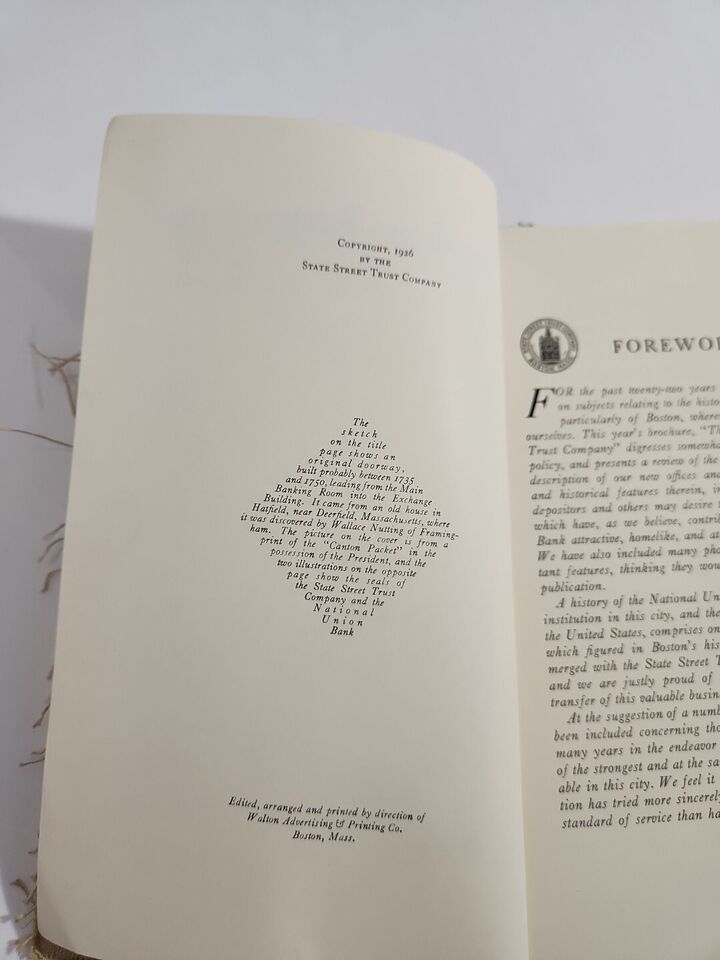 COPYRIGHT, 1926
BY THE
STATE STREET TRUST COMPANY
The
sketch
on the title
page shows an
original doorway,
built probably between 1735
and 1750, leading from the Main
Banking Room into the Exchange
Building. It came from an old house in
Hatfield, near Deerfield, Massachusetts, where
it was discovered by Wallace Nutting of Framing-
ham. The picture on the cover is from a
print of the "Canton Packet" in the
possession of the President, and the
two illustrations on the opposite
page show the seals of
the State Street Trust
Company and the
National
Union
Bank
Edited, arranged and printed by direction of
Walton Advertising & Printing Co.
Boston, Mass.
STATE STREET TRUST COMPANY
BOSTON MASS.
FOREWO
FOR the past twenty-two years
on subjects relating to the histo
particularly of Boston, where
ourselves. This year's brochure, "Th
Trust Company" digresses somewha
policy, and presents a review of the
description of our new offices and
and historical features therein, i
depositors and others may desire
which have, as we believe, contri
Bank attractive, homelike, and at
We have also included many pho
tant features, thinking they wou
publication.
A history of the National Un
institution in this city, and the
the United States, comprises on
which figured in Boston's his
merged with the State Street T
and we are justly proud of
transfer of this valuable busin
At the suggestion of a numb
been included concerning tho
many years in the endeavor
of the strongest and at the sa
able in this city. We feel it
tion has tried more sincerely
standard of service than ha